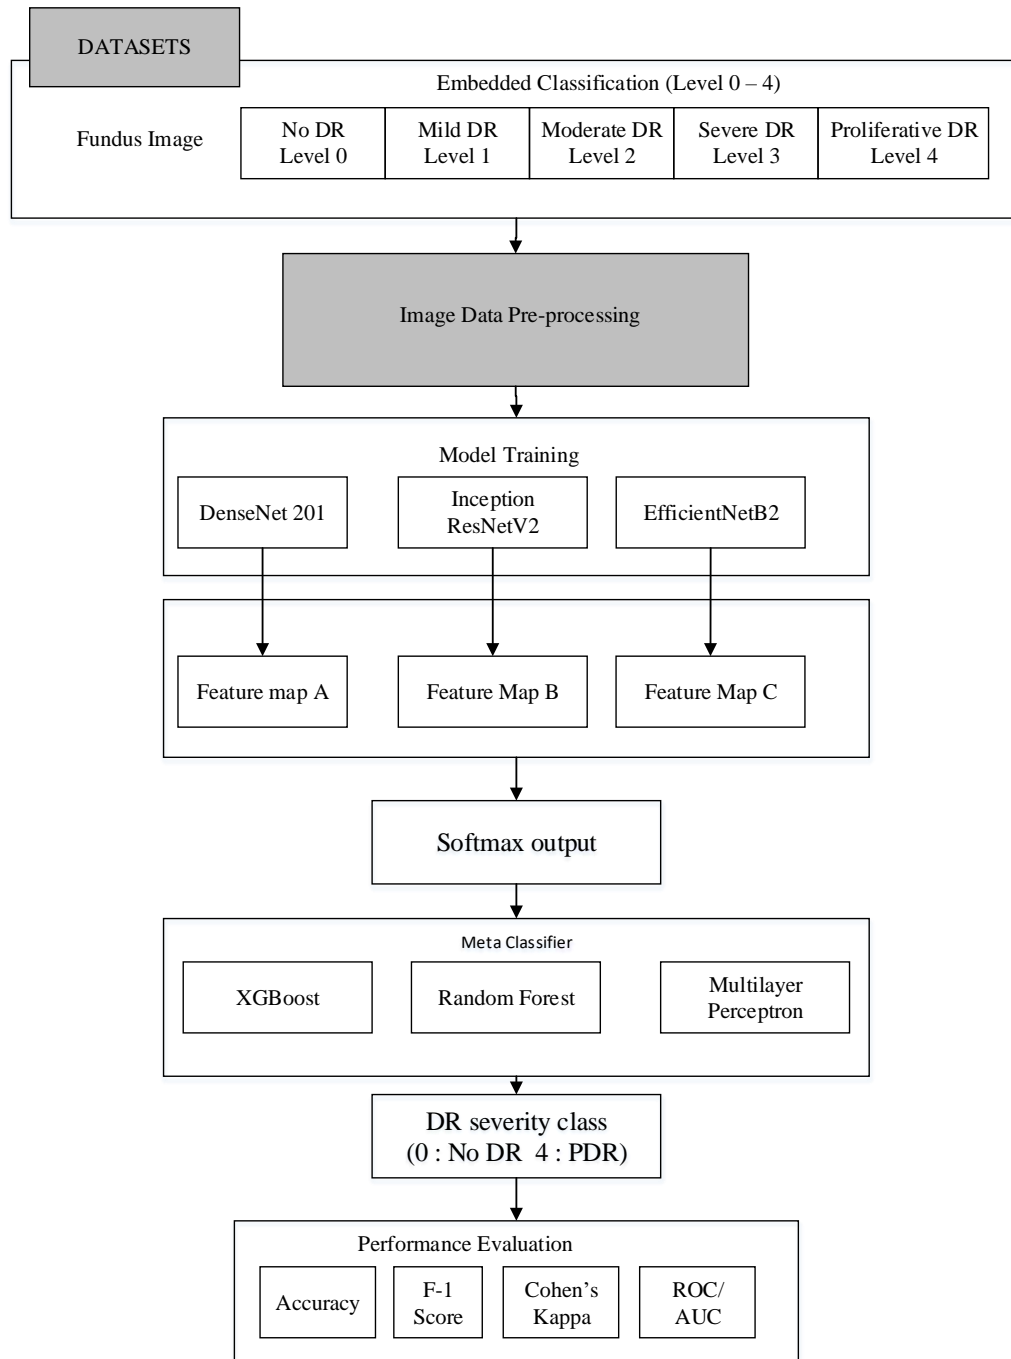 DATASETS
Embedded Classification (Level 0 – 4)
Fundus Image
No DR
Level 0
Mild DR
Level 1
Moderate DR
Level 2
Severe DR
Level 3
Proliferative DR
Level 4
Image Data Pre-processing
Model Training
DenseNet 201
Inception
ResNetV2
EfficientNetB2
Feature map A
Feature Map B
Feature Map C
Softmax output
Meta Classifier
XGBoost
Random Forest
Multilayer
Perceptron
DR severity class
(0 : No DR 4 : PDR)
Performance Evaluation
Accuracy
F-1
Score
Cohen’s
Kappa
ROC/
AUC